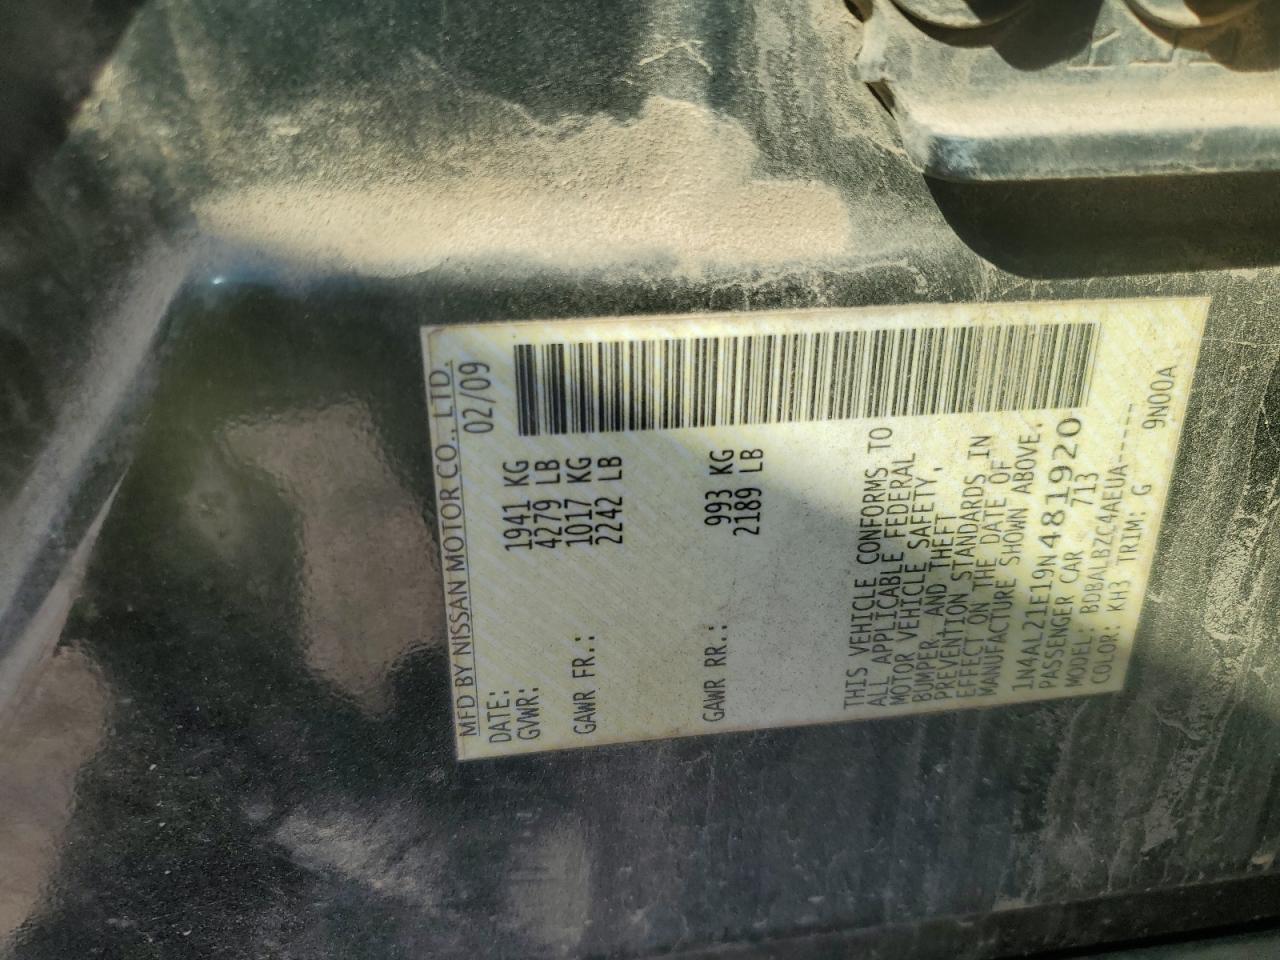 MFD BY NISSAN MOTOR CO., LTD.
DATE: 02/09
GVWR: 1941 KG
4279 LB
GAWR FR.: 1017 KG
2242 LB
GAWR RR.: 993 KG
2189 LB
THIS VEHICLE CONFORMS TO
ALL APPLICABLE FEDERAL
MOTOR VEHICLE SAFETY,
BUMPER, AND THEFT
PREVENTION STANDARDS IN
EFFECT ON THE DATE OF
MANUFACTURE SHOWN ABOVE.
1N4AL21E19N481920
PASSENGER CAR 713
MODEL: BDBALBZC4AEUA-----
COLOR: KH3 TRIM: G 9N00A